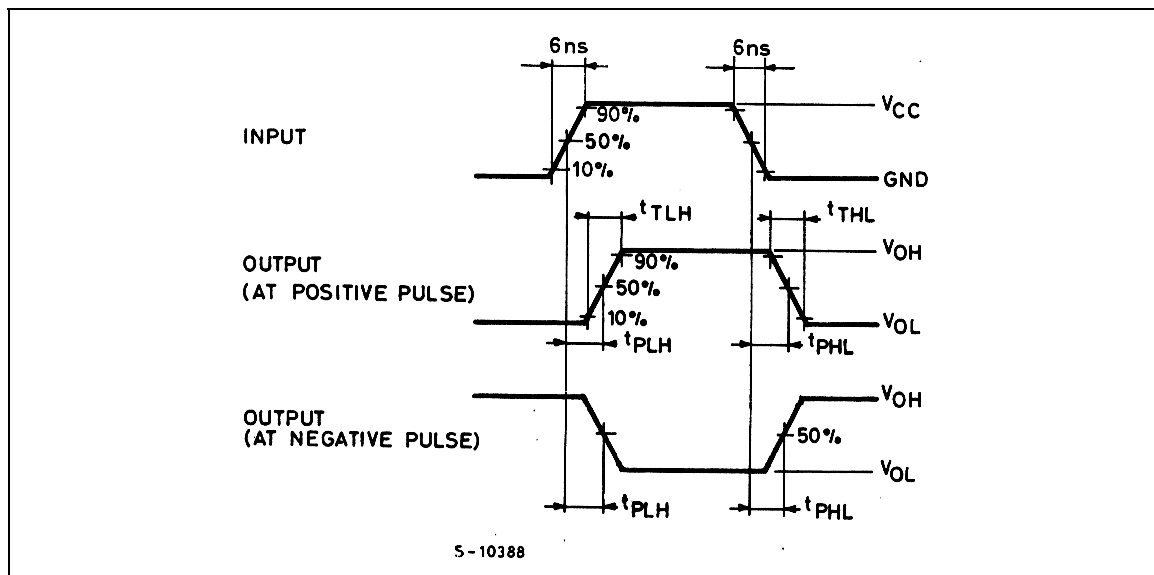 6ns
6ns
INPUT
90%
50%
10%
VCC
GND
tTLH
tTHL
OUTPUT
(AT POSITIVE PULSE)
90%
50%
10%
VOH
VOL
tPLH
tPHL
OUTPUT
(AT NEGATIVE PULSE)
VOH
50%
VOL
tPLH
tPHL
S-10388